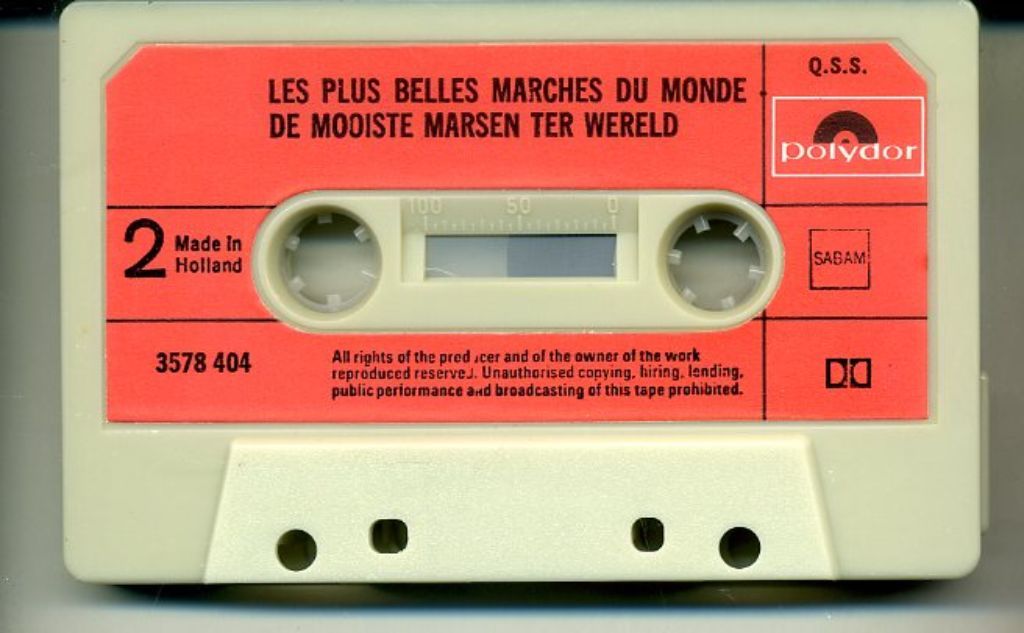 LES PLUS BELLES MARCHES DU MONDE
DE MOOISTE MARSEN TER WERELD
Q.S.S.
polydor
100 50 0
2
Made In
Holland
SABAM
3578 404
All rights of the producer and of the owner of the work
reproduced reserved. Unauthorised copying, hiring, lending,
public performance and broadcasting of this tape prohibited.